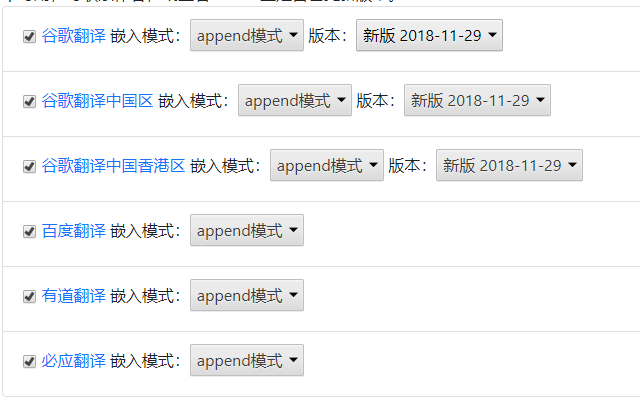 谷歌翻译 嵌入模式： append模式 版本： 新版 2018-11-29
谷歌翻译中国区 嵌入模式： append模式 版本： 新版 2018-11-29
谷歌翻译中国香港区 嵌入模式： append模式 版本： 新版 2018-11-29
百度翻译 嵌入模式： append模式
有道翻译 嵌入模式： append模式
必应翻译 嵌入模式： append模式